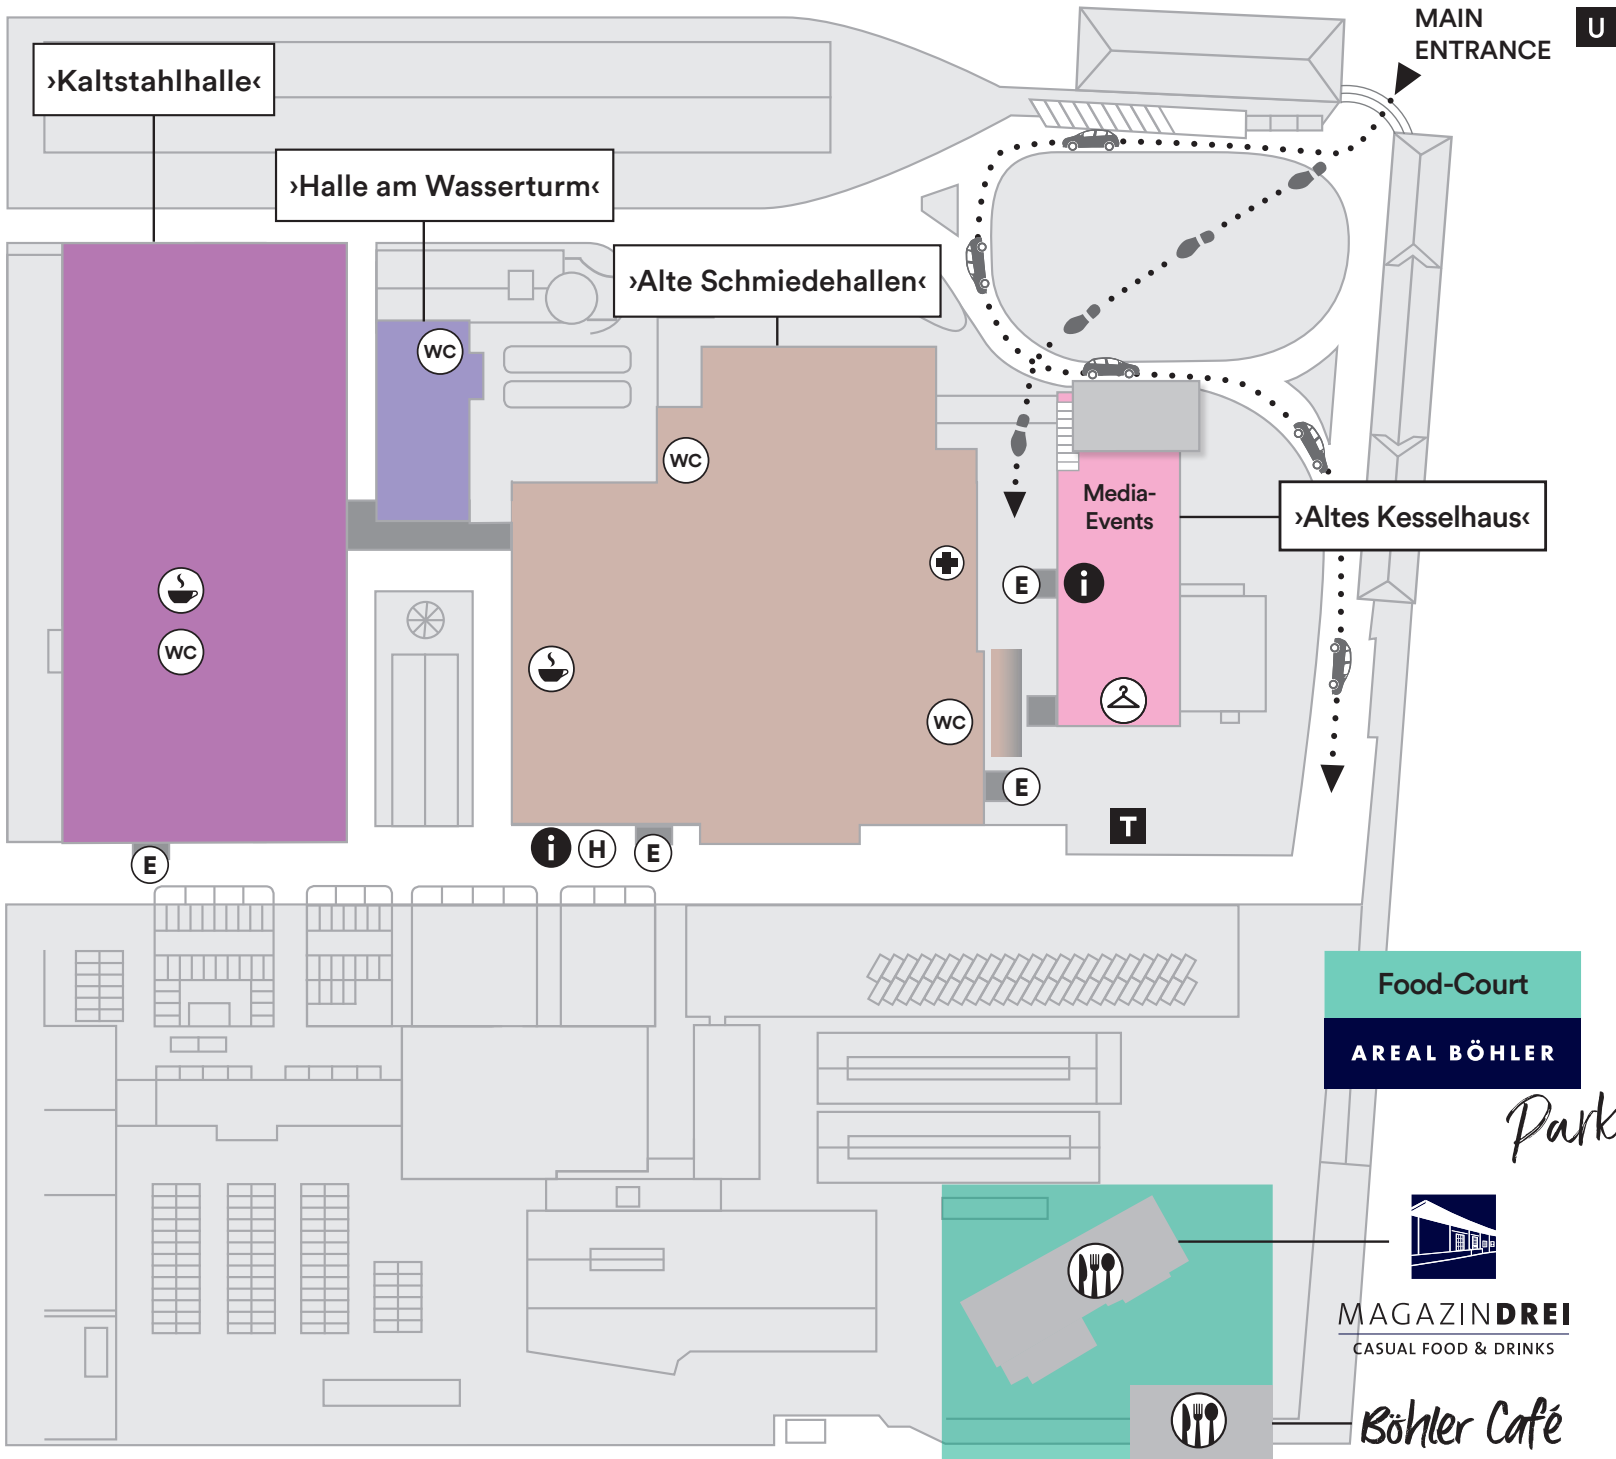 MAIN
ENTRANCE
U
›Kaltstahlhalle‹
›Halle am Wasserturm‹
›Alte Schmiedehallen‹
WC
WC
Media-
Events
›Altes Kesselhaus‹
E
i
WC
WC
E
T
i
H
E
E
Food-Court
AREAL BÖHLER
Park
MAGAZINDREI
CASUAL FOOD & DRINKS
Böhler Café